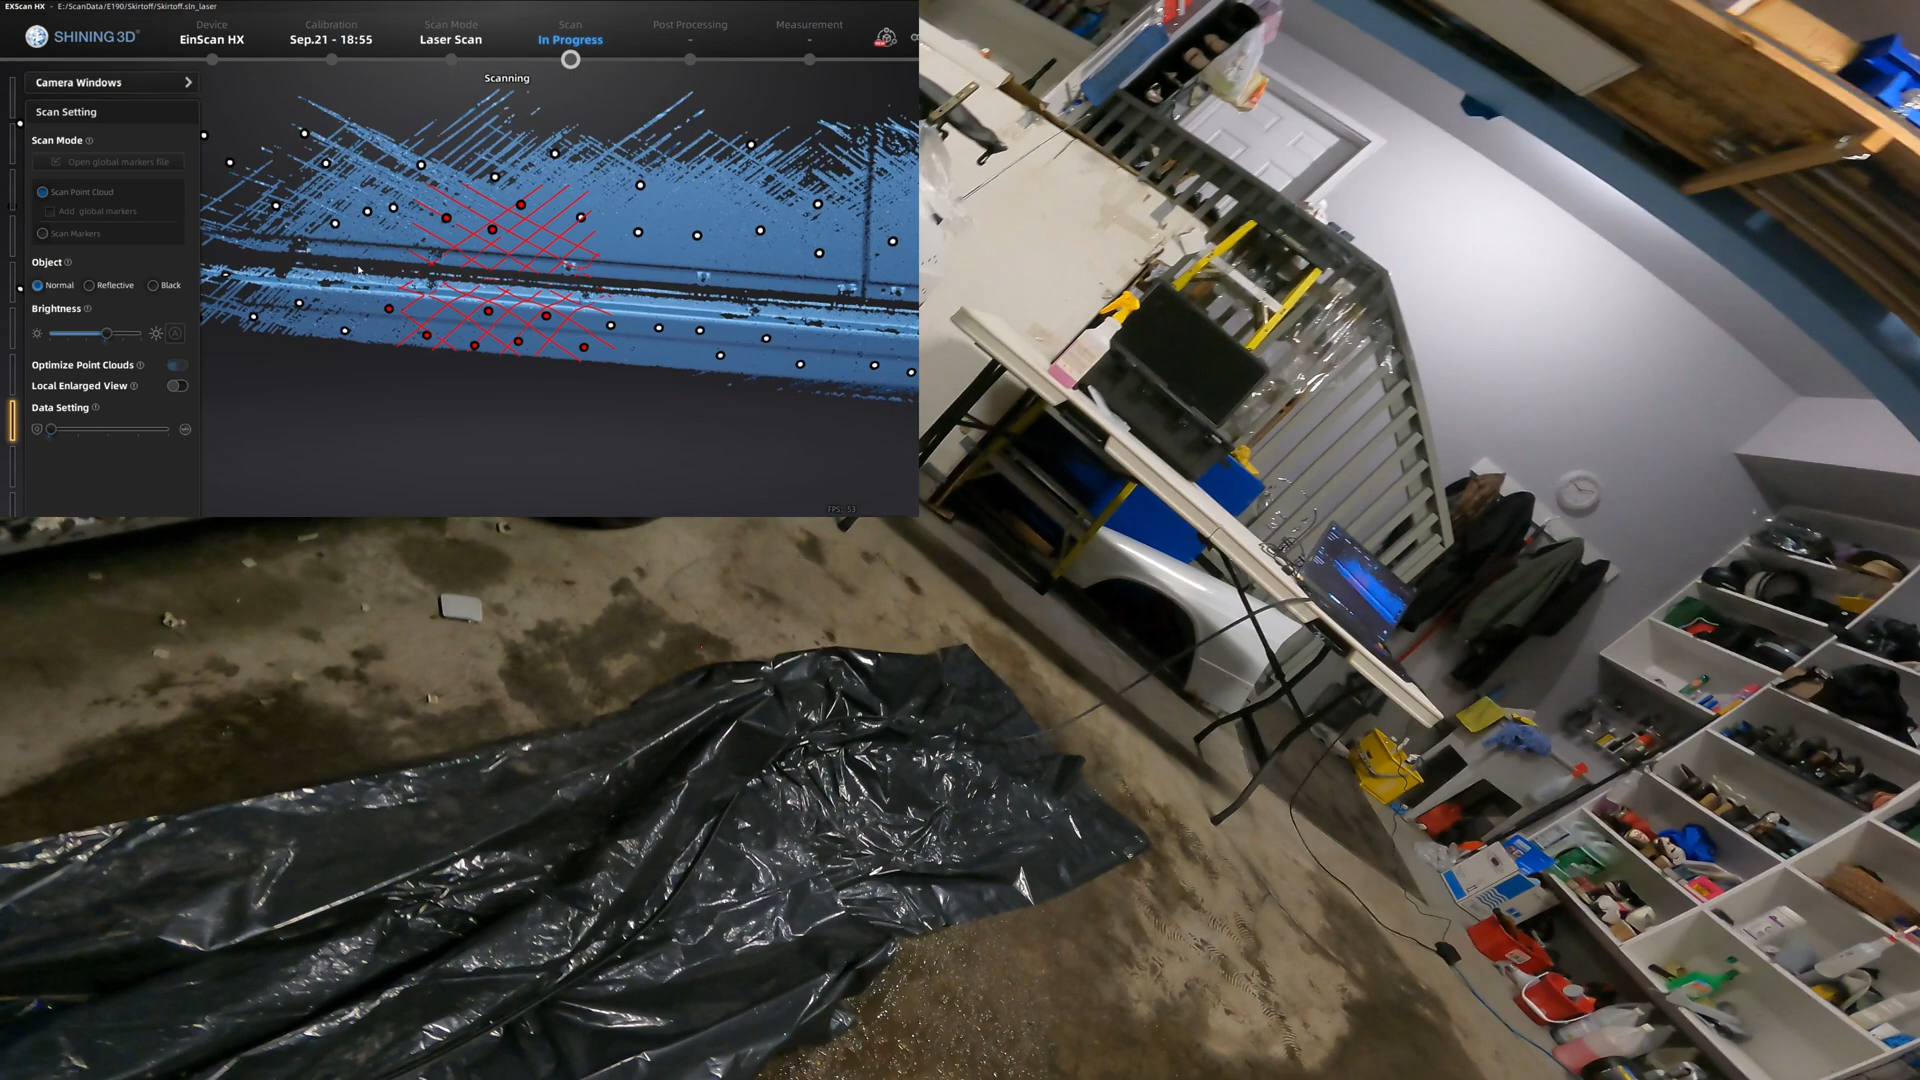 EXScan HX - E:/ScanData/E190/Skirtoff/Skirtoff.sln_laser
SHINING 3D®
Device
EinScan HX
Calibration
Sep.21 - 18:55
Scan Mode
Laser Scan
Scan
In Progress
Post Processing
-
Measurement
-
Camera Windows
Scanning
Scan Setting
Scan Mode
Open global markers file
Scan Point Cloud
Add global markers
Scan Markers
Object
Normal
Reflective
Black
Brightness
Optimize Point Clouds
Local Enlarged View
Data Setting
FPS: 53